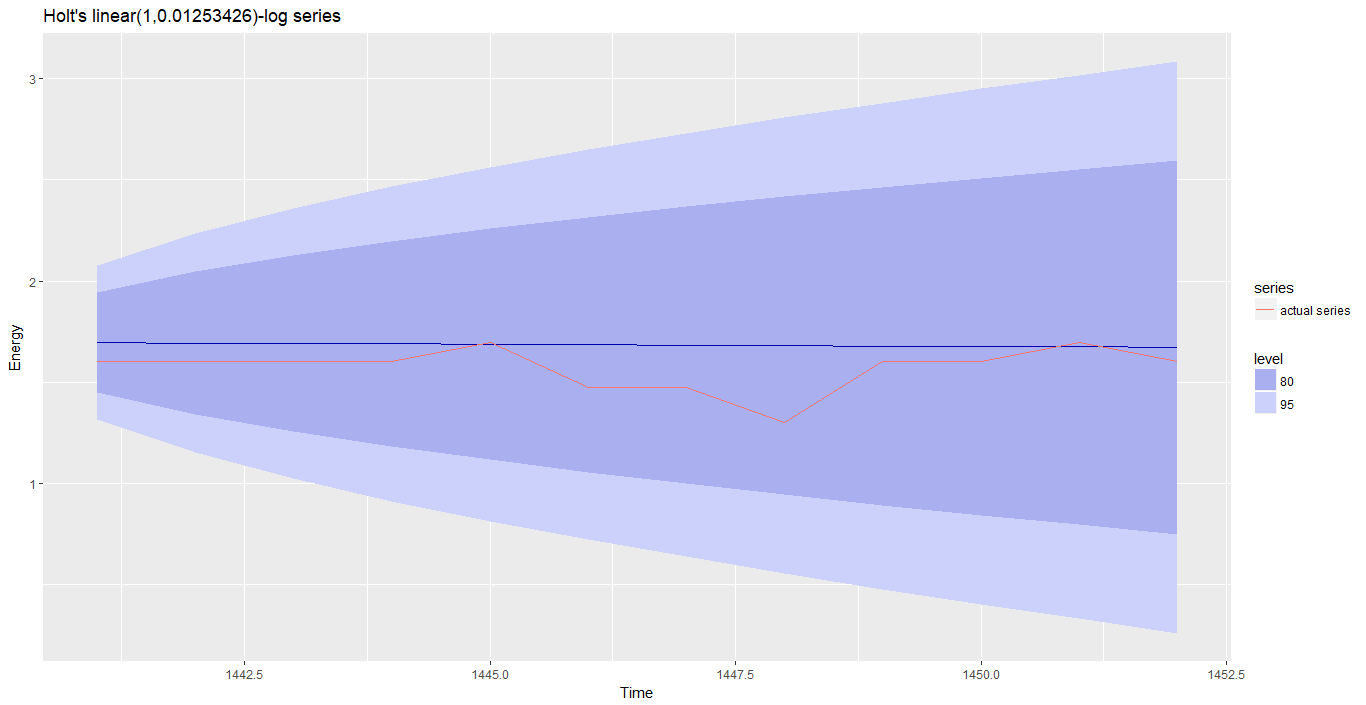 Holt's linear(1,0.01253426)-log series
3
2
1
Energy
1442.5
1445.0
1447.5
1450.0
1452.5
Time
series
actual series
level
80
95